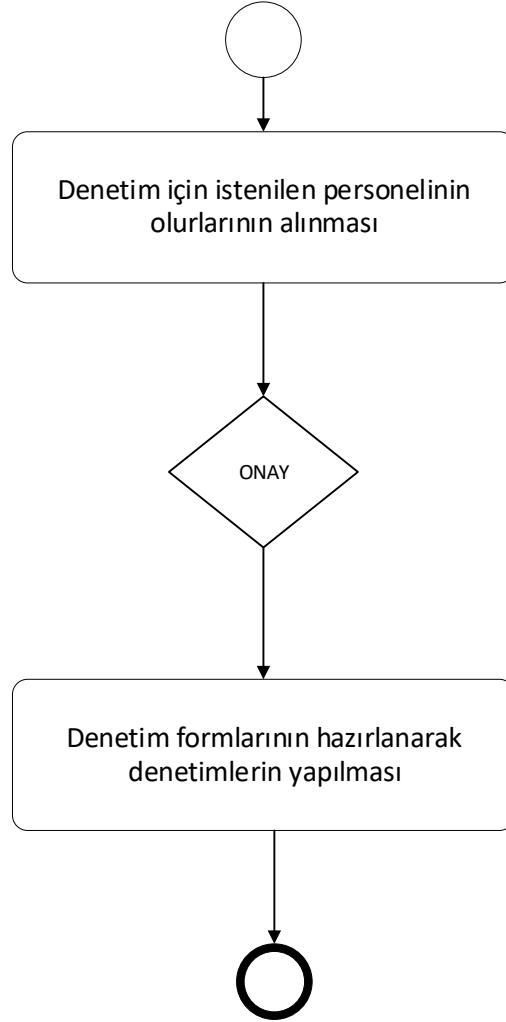 Denetim için istenilen personelinin
olurlarının alınması
ONAY
Denetim formlarının hazırlanarak
denetimlerin yapılması